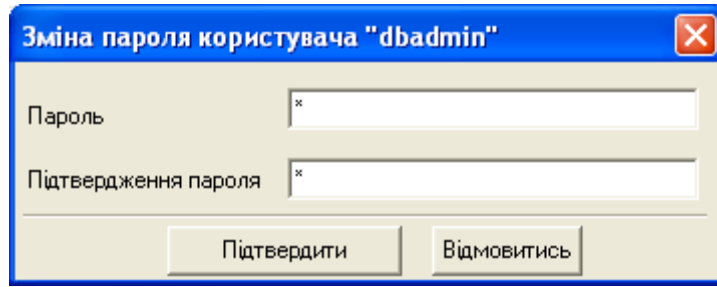 Зміна пароля користувача "dbadmin"
Пароль *
Підтвердження пароля *
Підтвердити Відмовитись